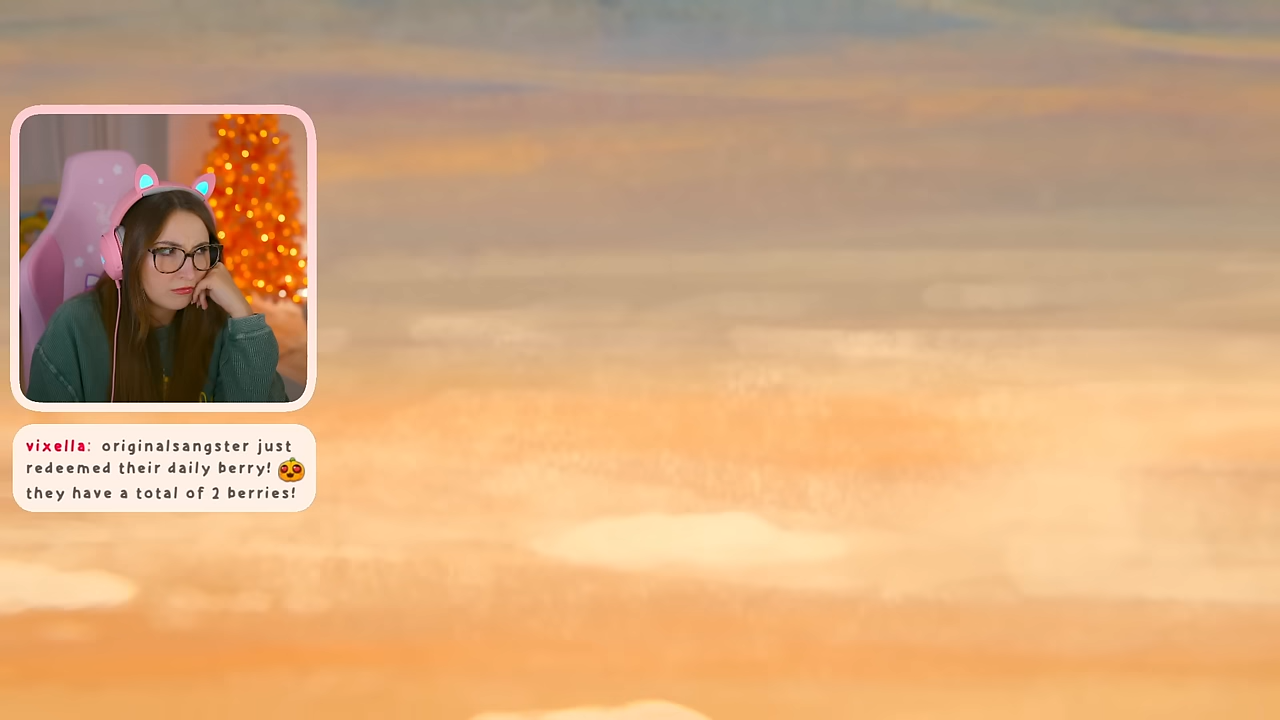 vixella: originalsangster just
redeemed their daily berry!
they have a total of 2 berries!